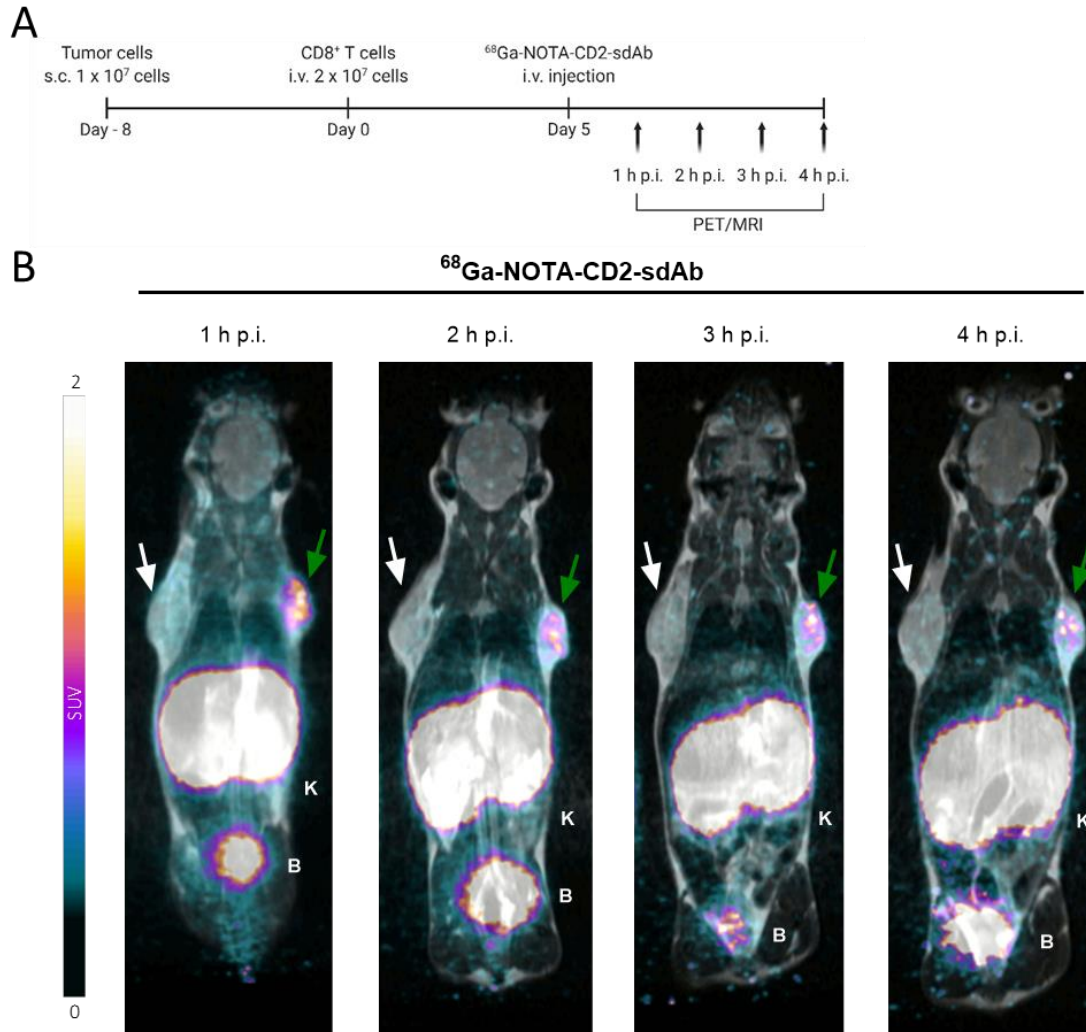 A
Tumor cells
s.c. 1 x 10⁷ cells
CD8⁺ T cells
i.v. 2 x 10⁷ cells
⁶⁸Ga-NOTA-CD2-sdAb
i.v. injection
Day - 8
Day 0
Day 5
1 h p.i.
2 h p.i.
3 h p.i.
4 h p.i.
PET/MRI
B
⁶⁸Ga-NOTA-CD2-sdAb
1 h p.i.
2 h p.i.
3 h p.i.
4 h p.i.
2
SUV
0
K
B
K
B
K
B
K
B